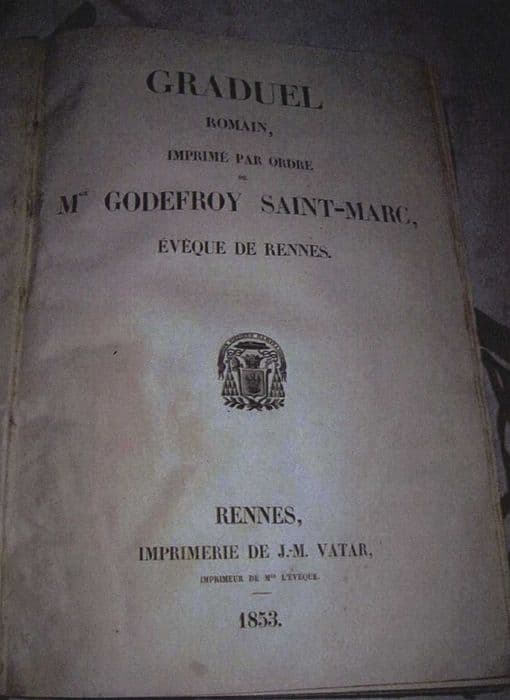 GRADUEL
ROMAIN,
IMPRIMÉ PAR ORDRE
DE
Mgr GODEFROY SAINT-MARC,
ÉVÊQUE DE RENNES.
RENNES,
IMPRIMERIE DE J.-M. VATAR,
IMPRIMEUR DE Mgr L'ÉVÊQUE.
1853.